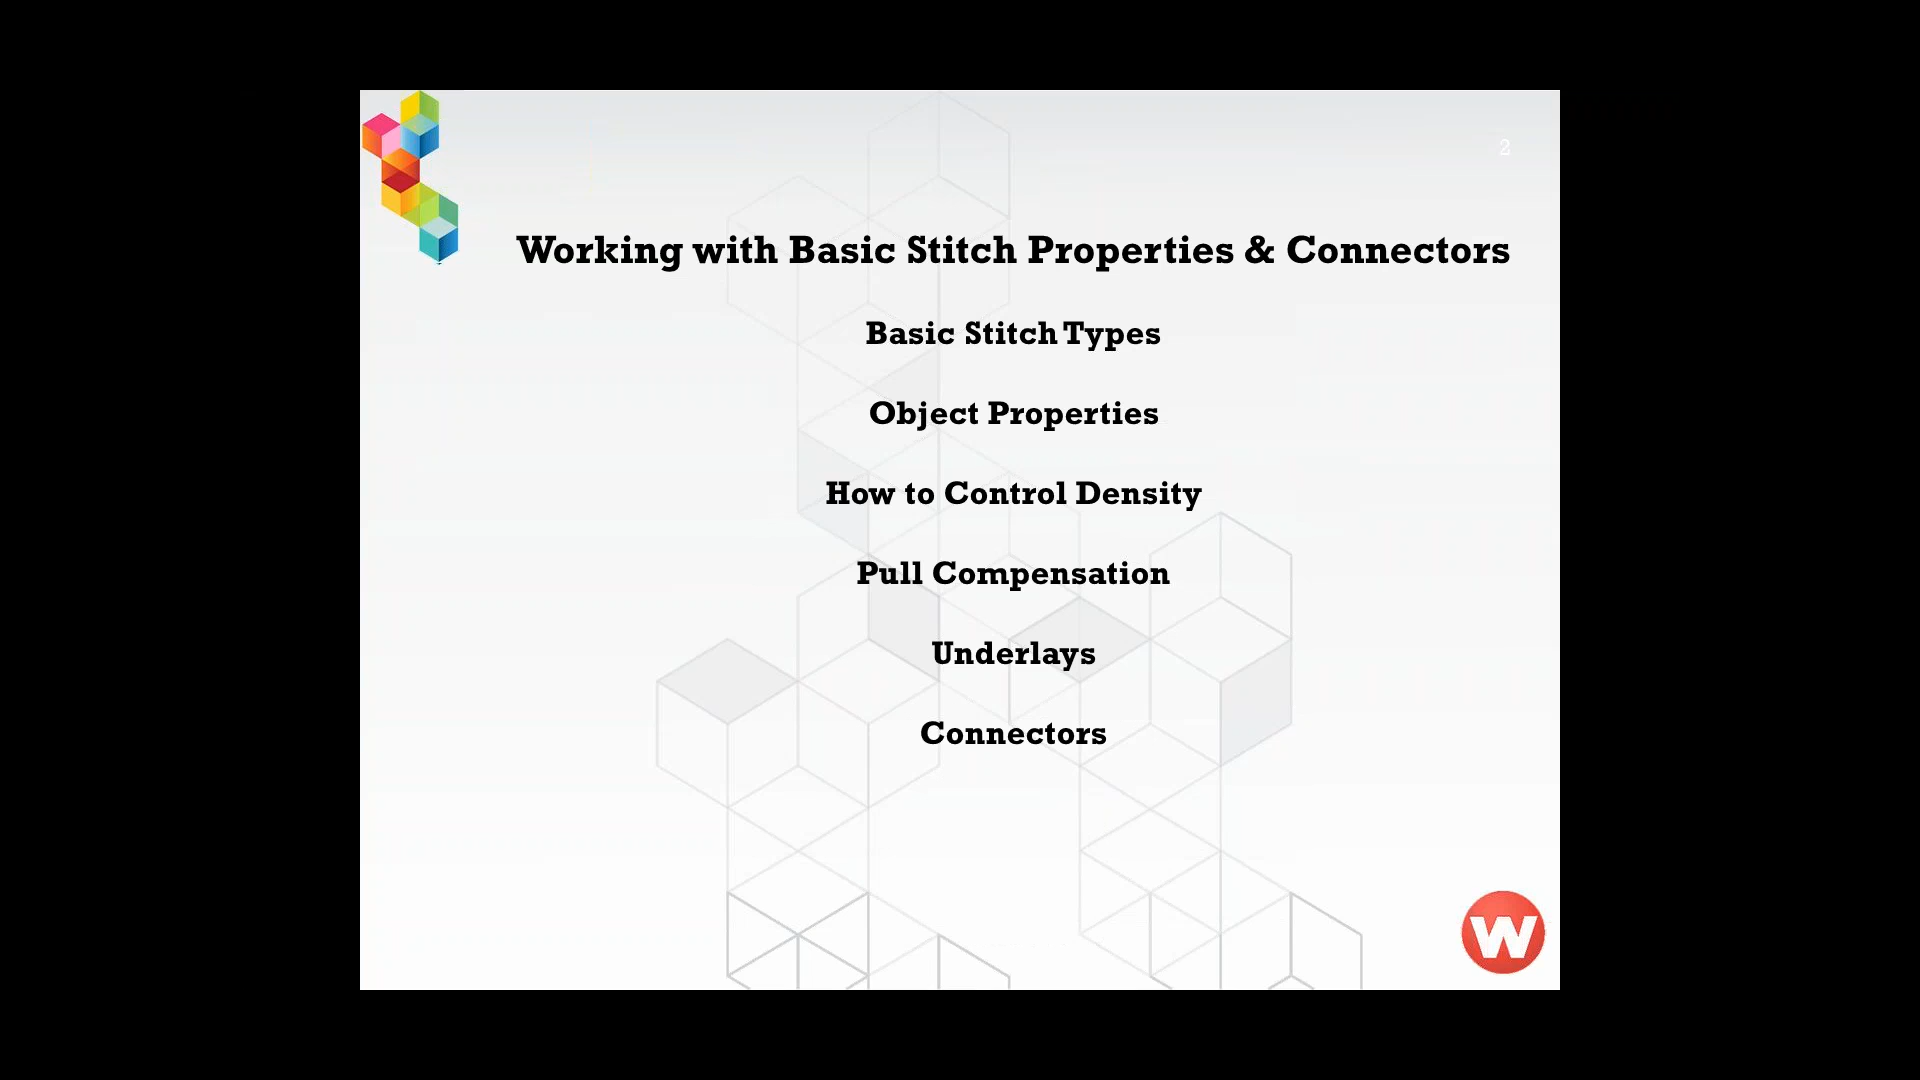 2
Working with Basic Stitch Properties & Connectors
Basic Stitch Types
Object Properties
How to Control Density
Pull Compensation
Underlays
Connectors
W